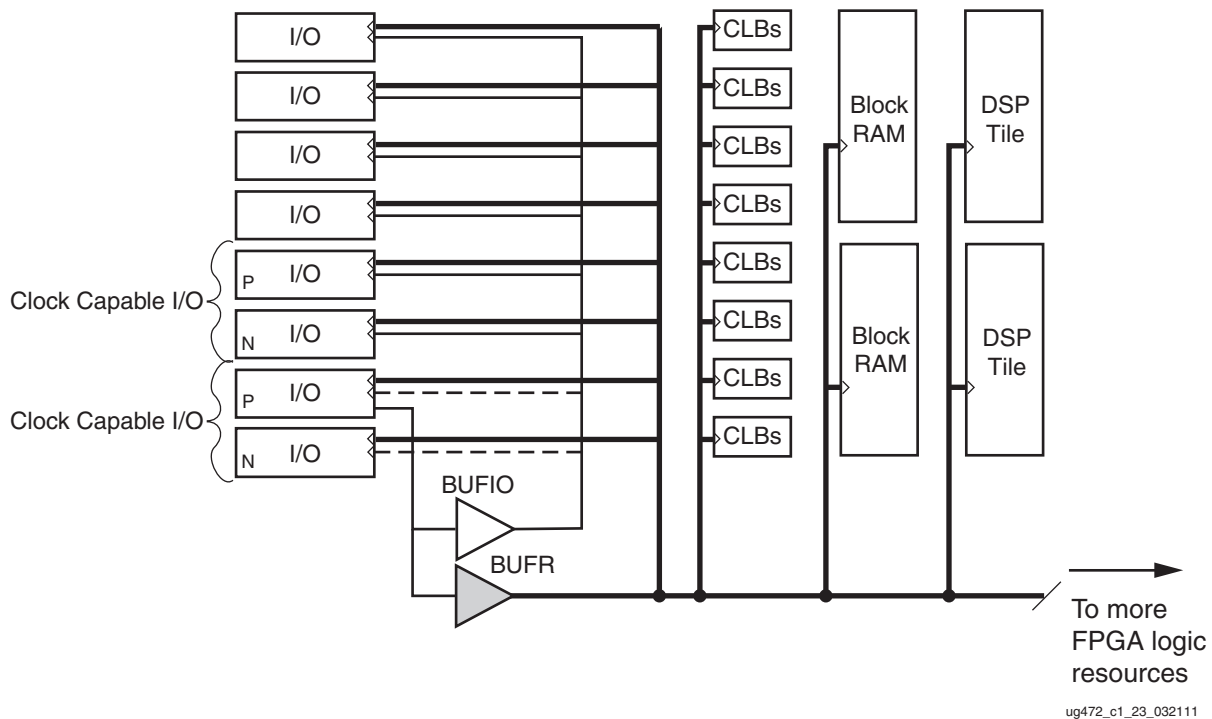 I/O
I/O
I/O
I/O
Clock Capable I/O
P I/O
N I/O
Clock Capable I/O
P I/O
N I/O
BUFIO
BUFR
CLBs
CLBs
CLBs
CLBs
CLBs
CLBs
CLBs
CLBs
Block
RAM
DSP
Tile
Block
RAM
DSP
Tile
To more
FPGA logic
resources
ug472_c1_23_032111